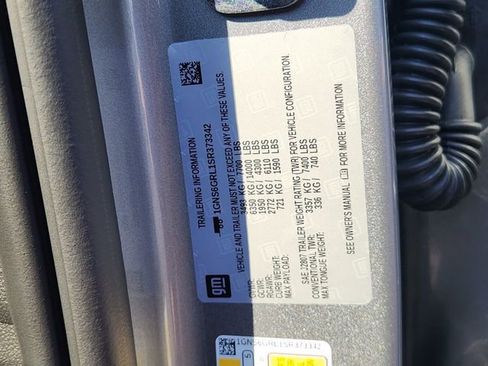 TRAILERING INFORMATION
1GNS6GRL1SR373342
VEHICLE AND TRAILER MUST NOT EXCEED ANY OF THESE VALUES.
GVWR: 3493 KG/ 7700 LBS
GCWR: 6350 KG/ 14000 LBS
GAWR: 1950 KG/ 4300 LBS
RGAWR: 2772 KG/ 6110 LBS
CURB WEIGHT:
MAX PAYLOAD: 721 KG/ 1590 LBS
SAE J2807 TRAILER WEIGHT RATING (TWR) FOR VEHICLE CONFIGURATION.
CONVENTIONAL TWR: 3357 KG/ 7400 LBS
MAX TONGUE WEIGHT: 336 KG/ 740 LBS
SEE OWNER'S MANUAL FOR MORE INFORMATION
gm
1GNS6GRL1SR373342